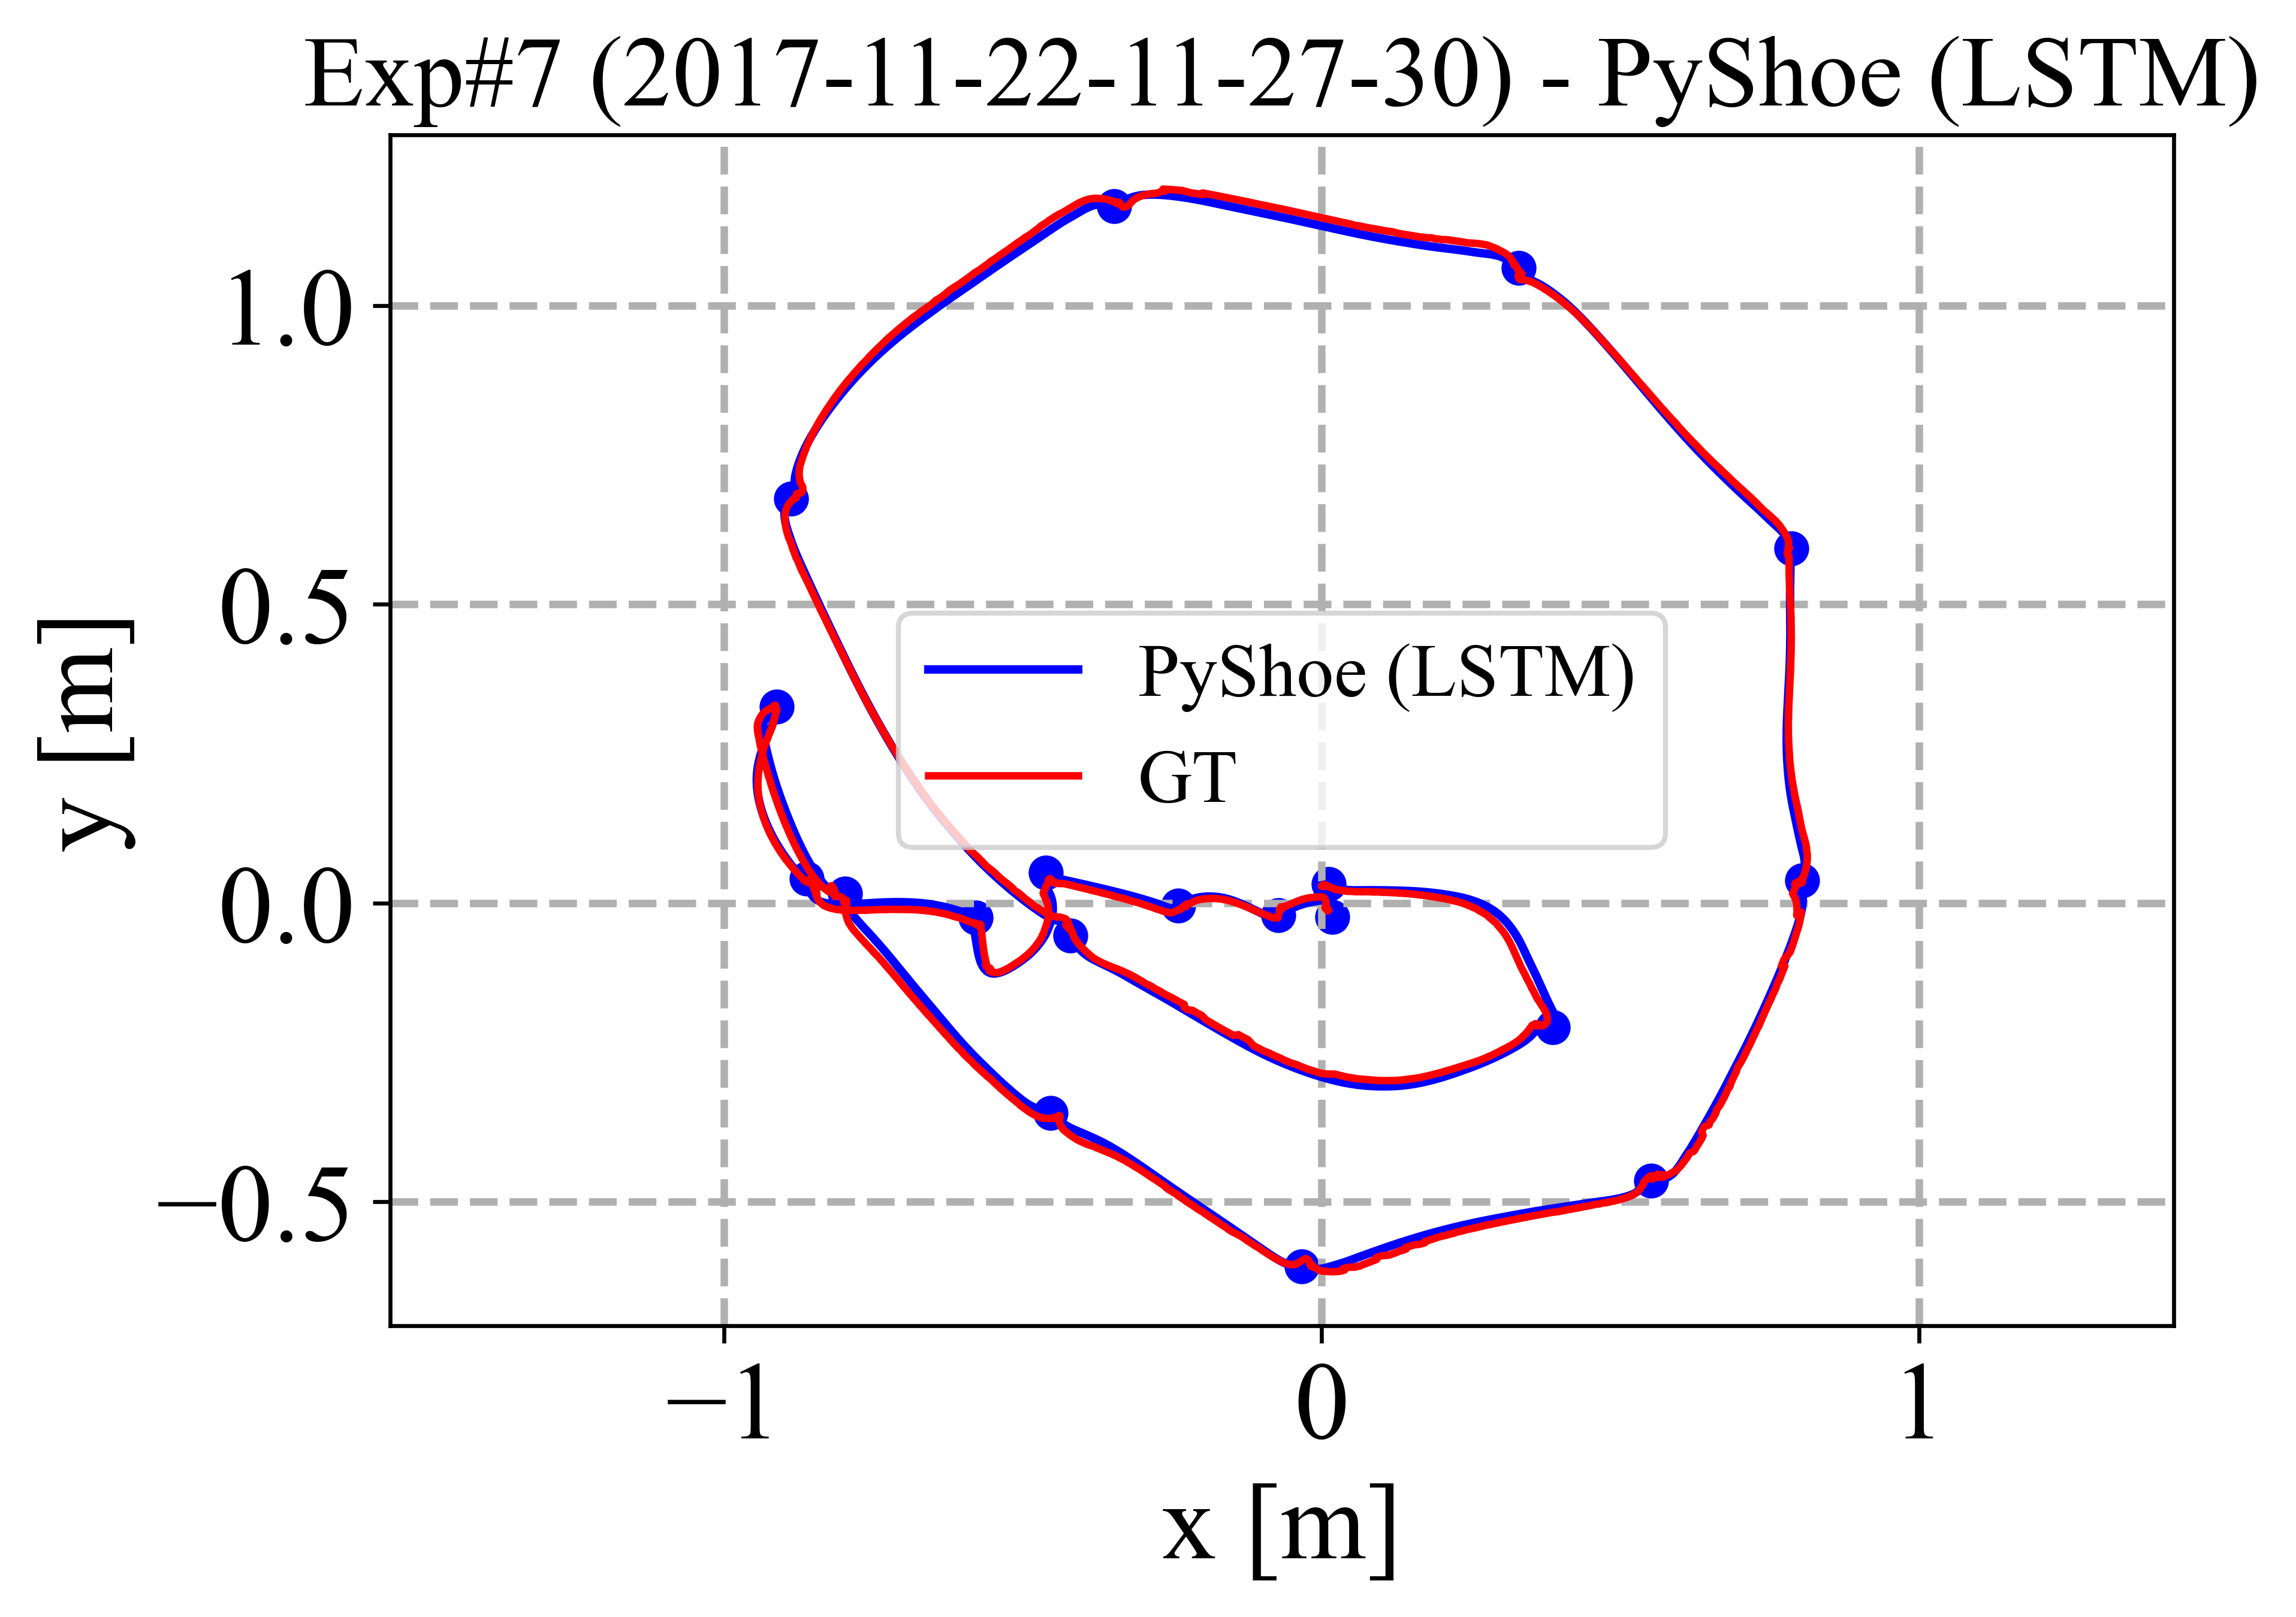 Exp#7 (2017-11-22-11-27-30) - PyShoe (LSTM)
y [m]
1.0
0.5
0.0
−0.5
PyShoe (LSTM)
GT
−1
0
1
x [m]